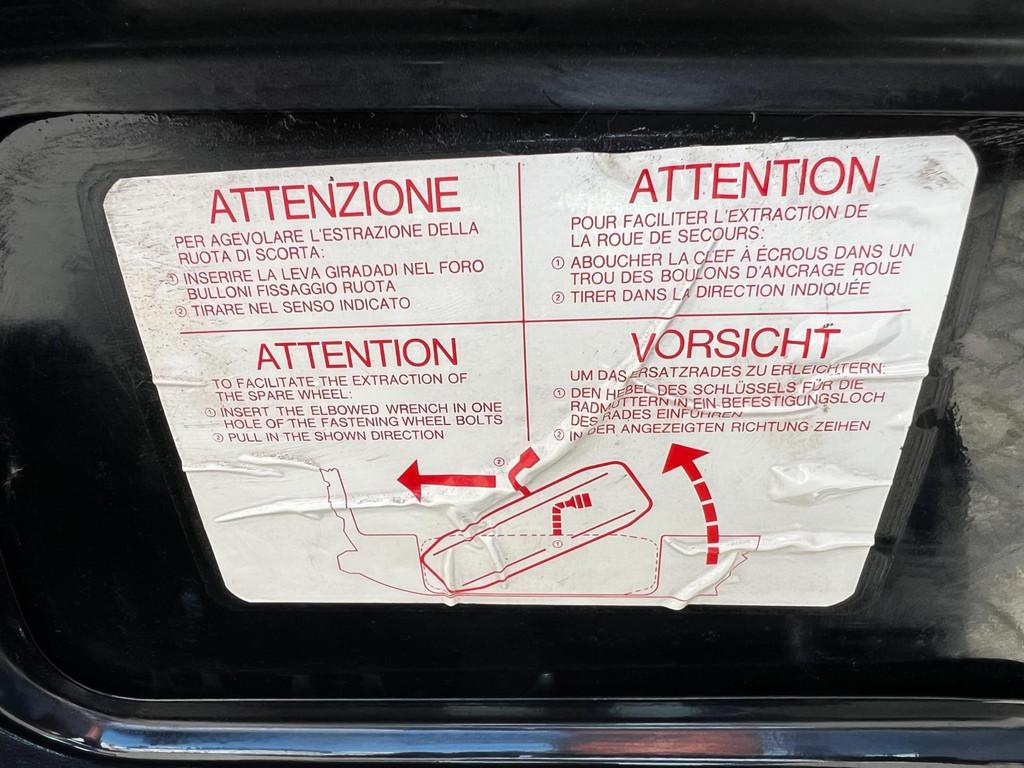 ATTENZIONE
PER AGEVOLARE L'ESTRAZIONE DELLA
RUOTA DI SCORTA:
① INSERIRE LA LEVA GIRADADI NEL FORO
BULLONI FISSAGGIO RUOTA
② TIRARE NEL SENSO INDICATO
ATTENTION
POUR FACILITER L'EXTRACTION DE
LA ROUE DE SECOURS:
① ABOUCHER LA CLEF À ÉCROUS DANS UN
TROU DES BOULONS D'ANCRAGE ROUE
② TIRER DANS LA DIRECTION INDIQUÉE
ATTENTION
TO FACILITATE THE EXTRACTION OF
THE SPARE WHEEL:
① INSERT THE ELBOWED WRENCH IN ONE
HOLE OF THE FASTENING WHEEL BOLTS
② PULL IN THE SHOWN DIRECTION
VORSICHT
UM DAS ERSATZRADES ZU ERLEICHTERN:
① DEN HEBEL DES SCHLÜSSELS FÜR DIE
RADMUTTERN IN EIN BEFESTIGUNGSLOCH
DES RADES EINFÜHREN
② IN DER ANGEZEIGTEN RICHTUNG ZEIHEN
②
①